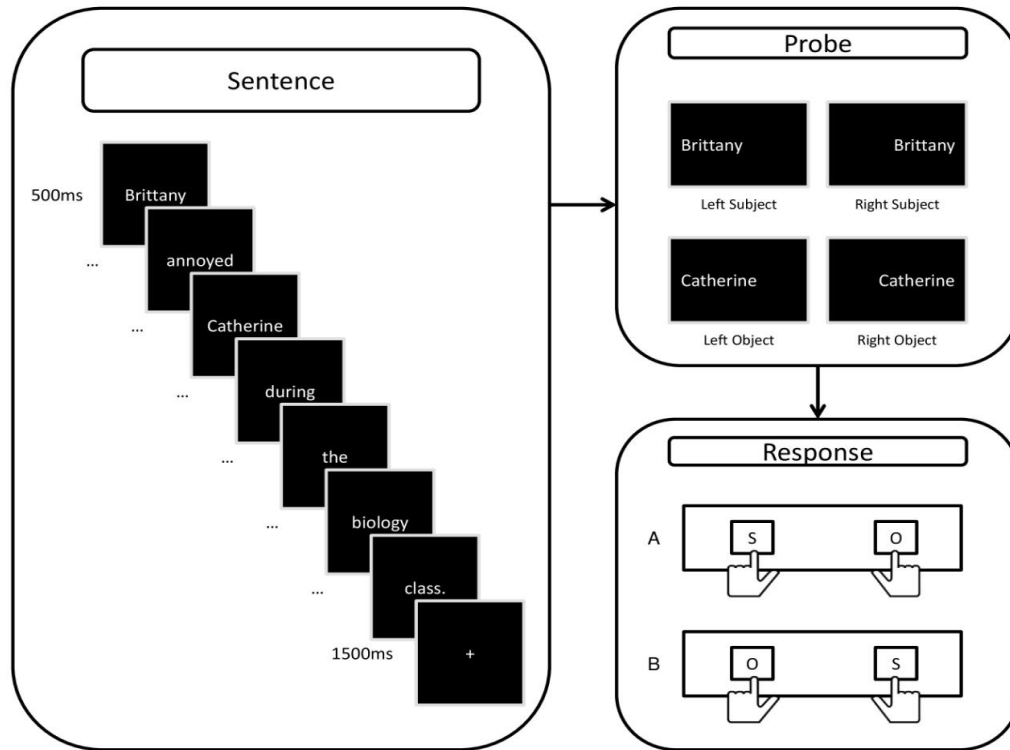 Sentence
500ms
Brittany
...
annoyed
...
Catherine
...
during
...
the
...
biology
...
class.
1500ms
+
Probe
Brittany
Brittany
Left Subject
Right Subject
Catherine
Catherine
Left Object
Right Object
Response
A
S
O
B
O
S